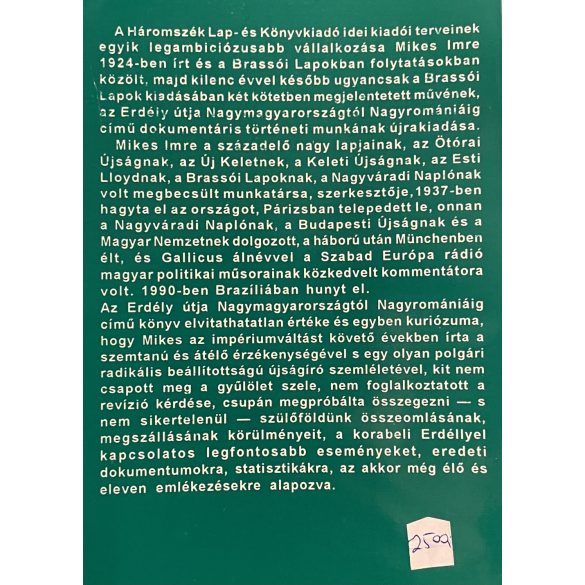 A Háromszék Lap- és Könyvkiadó idei kiadói terveinek
egyik legambiciózusabb vállalkozása Mikes Imre
1924-ben írt és a Brassói Lapokban folytatásokban
közölt, majd kilenc évvel később ugyancsak a Brassói
Lapok kiadásában két kötetben megjelentetett művének,
az Erdély útja Nagymagyarországtól Nagyromániáig
című dokumentáris történeti munkának újrakiadása.
Mikes Imre a századelő nagy lapjainak, az Ötórai
Újságnak, az Új Keletnek, a Keleti Újságnak, az Esti
Lloydnak, a Brassói Lapoknak, a Nagyváradi Naplónak
volt megbecsült munkatársa, szerkesztője, 1937-ben
hagyta el az országot, Párizsban telepedett le, onnan
a Nagyváradi Naplónak, a Budapesti Újságnak és a
Magyar Nemzetnek dolgozott, a háború után Münchenben
élt, és Gallicus álnévvel a Szabad Európa rádió
magyar politikai műsorainak közkedvelt kommentátora
volt. 1990-ben Brazíliában hunyt el.
Az Erdély útja Nagymagyarországtól Nagyromániáig
című könyv elvitathatatlan értéke és egyben kuriózuma,
hogy Mikes az impériumváltást követő években írta a
szemtanú és átélő érzékenységével s egy olyan polgári
radikális beállítottságú újságíró szemléletével, kit nem
csapott meg a gyűlölet szele, nem foglalkoztatott a
revízió kérdése, csupán megpróbálta összegezni — s
nem sikertelenül — szülőföldünk összeomlásának,
megszállásának körülményeit, a korabeli Erdéllyel
kapcsolatos legfontosabb eseményeket, eredeti
dokumentumokra, statisztikákra, az akkor még élő és
eleven emlékezésekre alapozva.